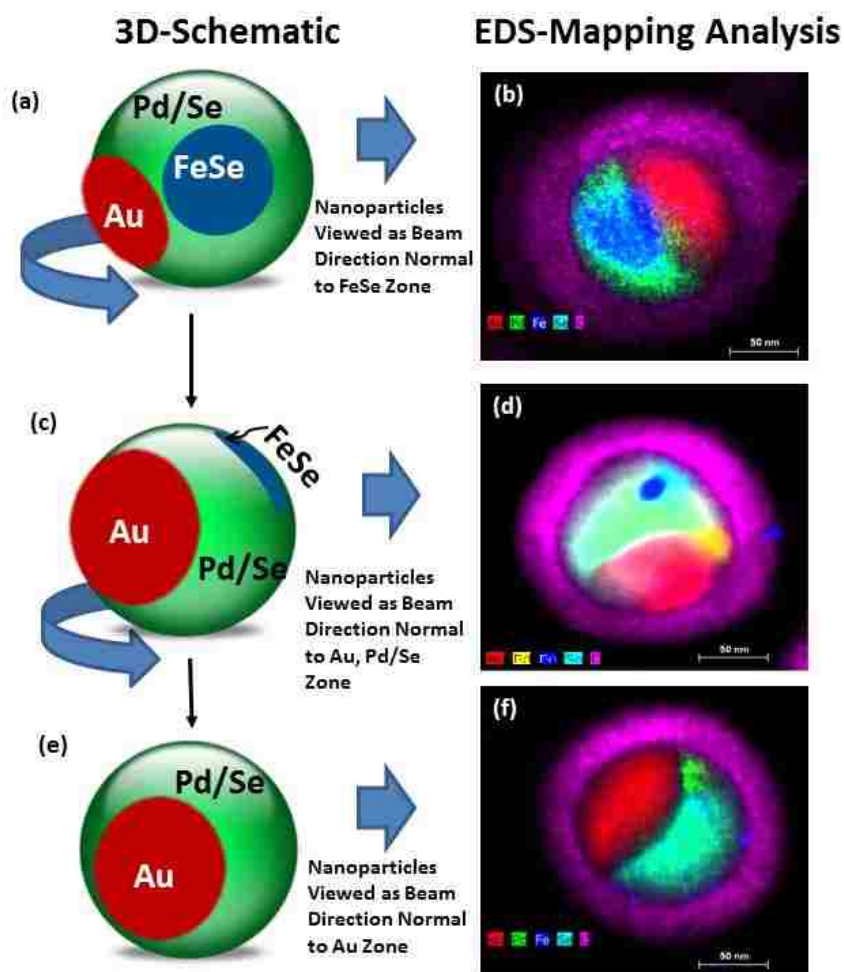 3D-Schematic
EDS-Mapping Analysis
(a)
Pd/Se
FeSe
Au
Nanoparticles
Viewed as Beam
Direction Normal
to FeSe Zone
(b)
Fe
50 nm
(c)
FeSe
Au
Pd/Se
Nanoparticles
Viewed as Beam
Direction Normal
to Au, Pd/Se
Zone
(d)
50 nm
(e)
Pd/Se
Au
Nanoparticles
Viewed as Beam
Direction Normal
to Au Zone
(f)
Fe
50 nm